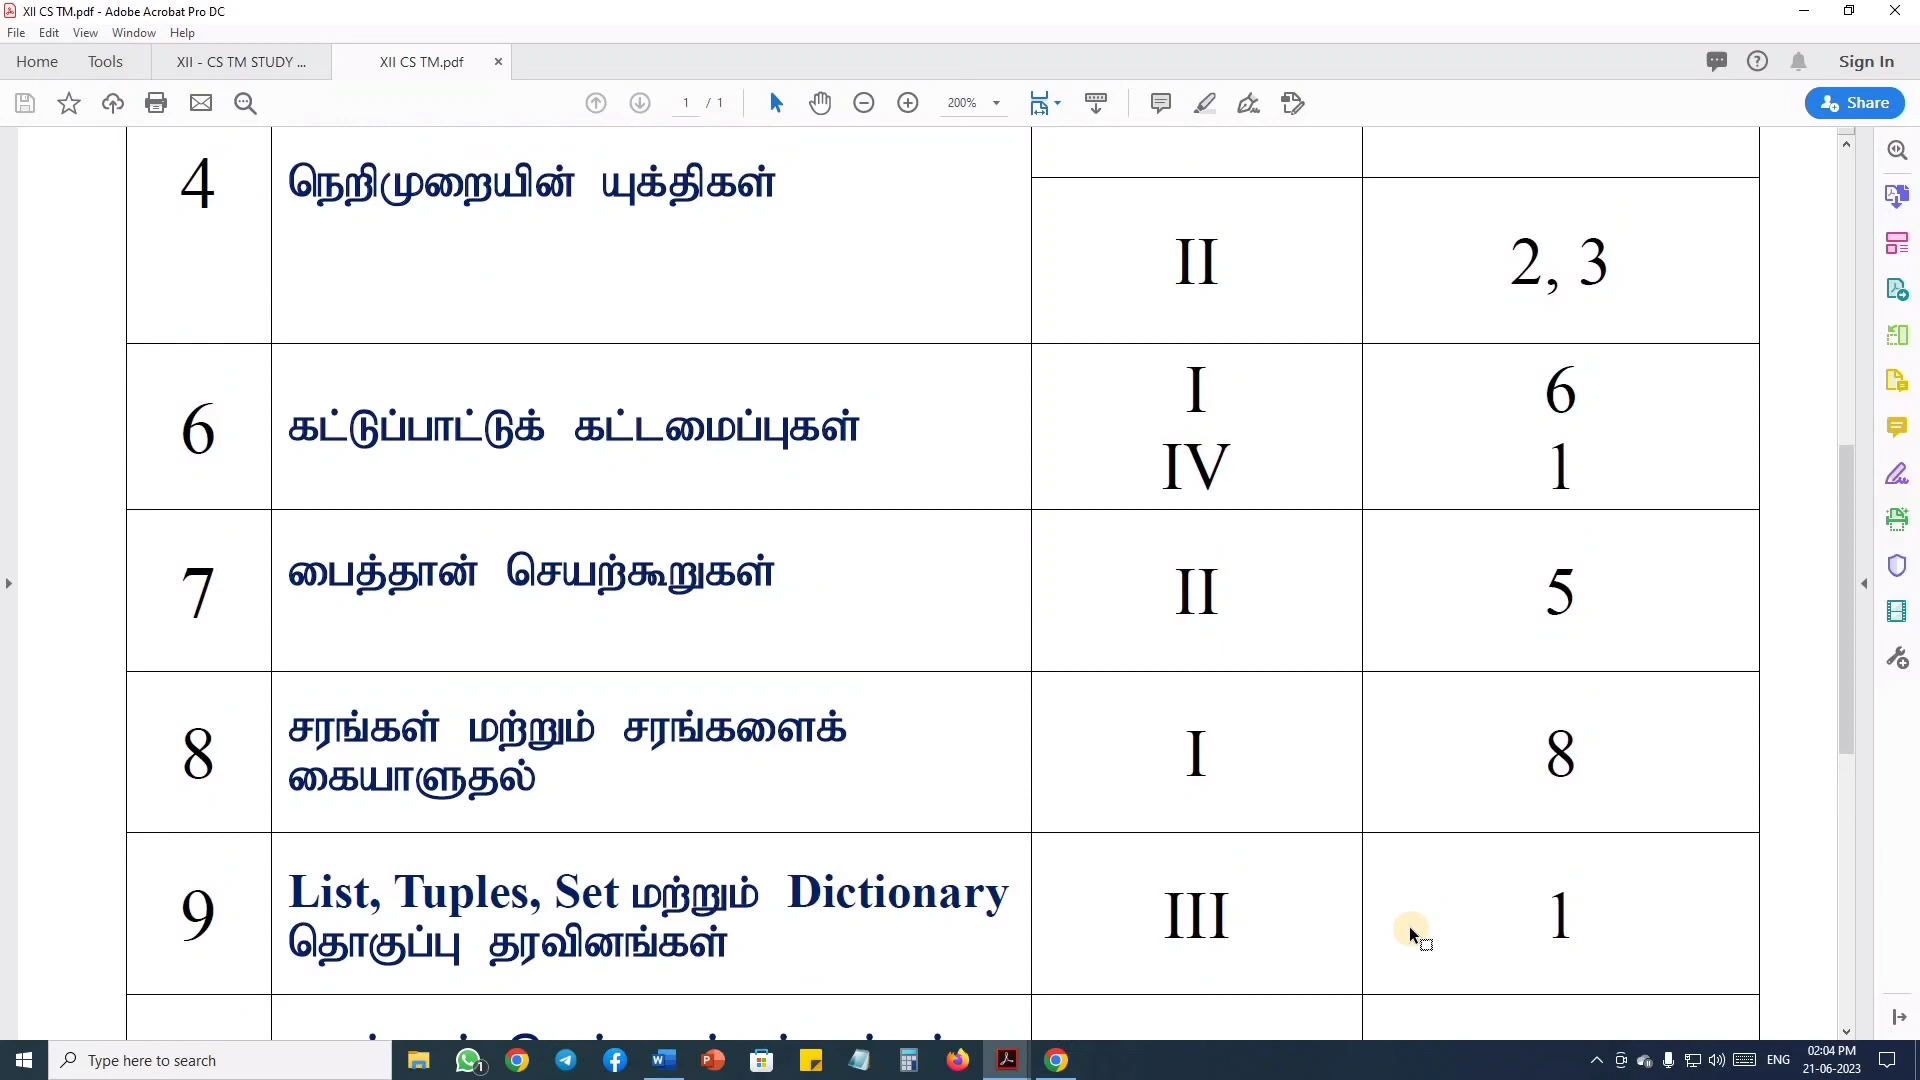 XII CS TM.pdf - Adobe Acrobat Pro DC
File Edit View Window Help
Home Tools XII - CS TM STUDY ... XII CS TM.pdf × Sign In
1 / 1 200% Share
4 நெறிமுறையின் யுக்திகள்
II 2, 3
6 கட்டுப்பாட்டுக் கட்டமைப்புகள்
I 6
IV 1
7 பைத்தான் செயற்கூறுகள் II 5
8 சரங்கள் மற்றும் சரங்களைக்
கையாளுதல்
I 8
9 List, Tuples, Set மற்றும் Dictionary
தொகுப்பு தரவினங்கள்
III 1
Type here to search
1
ENG
02:04 PM
21-06-2023